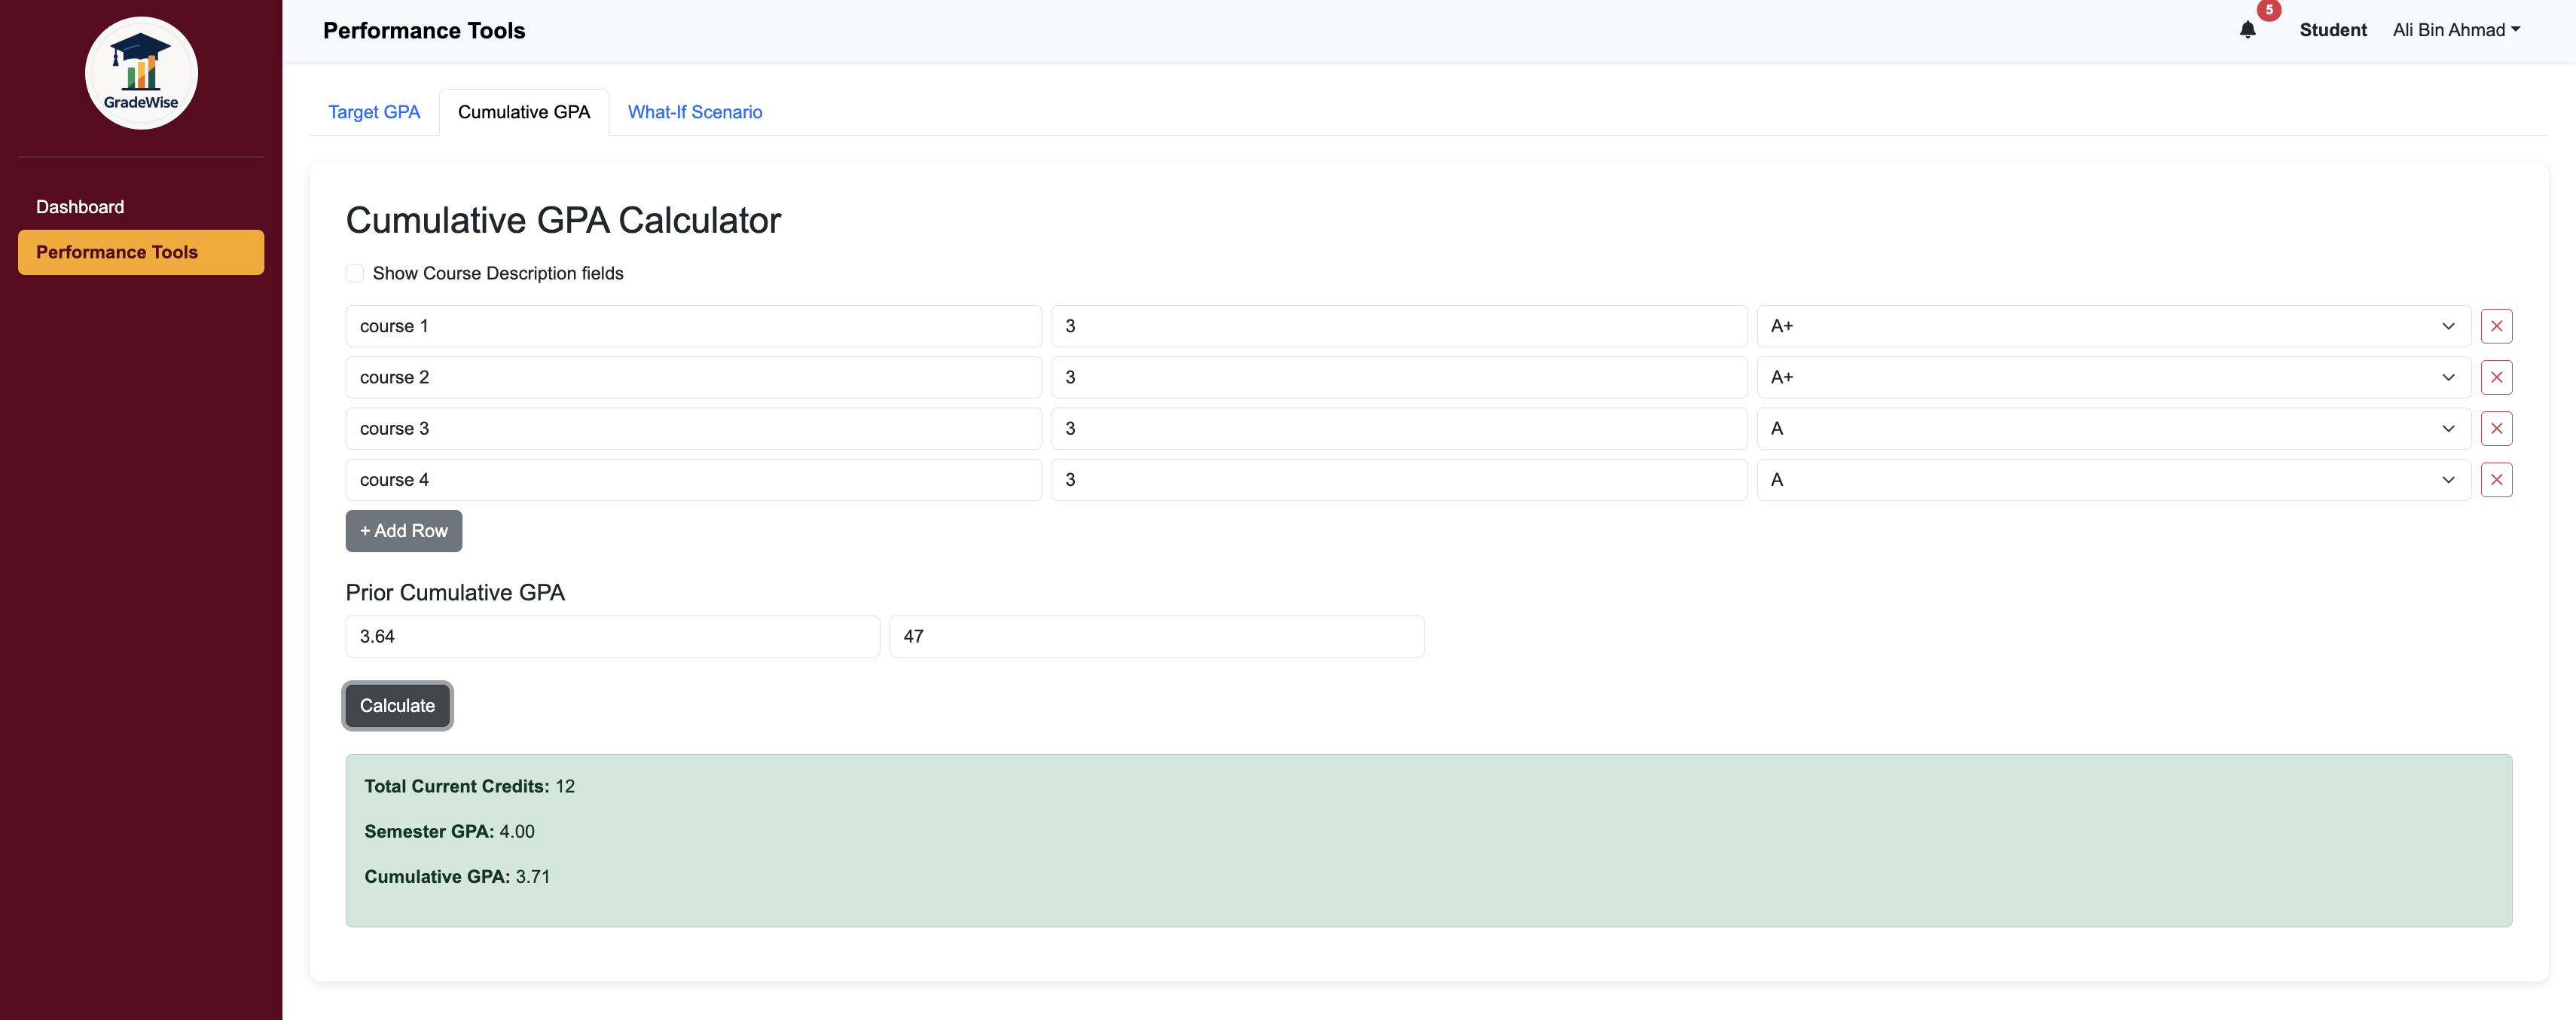 GradeWise
Dashboard
Performance Tools
Performance Tools
5
Student
Ali Bin Ahmad
Target GPA
Cumulative GPA
What-If Scenario
Cumulative GPA Calculator
Show Course Description fields
course 1 3 A+
course 2 3 A+
course 3 3 A
course 4 3 A
+ Add Row
Prior Cumulative GPA
3.64 47
Calculate
Total Current Credits: 12
Semester GPA: 4.00
Cumulative GPA: 3.71